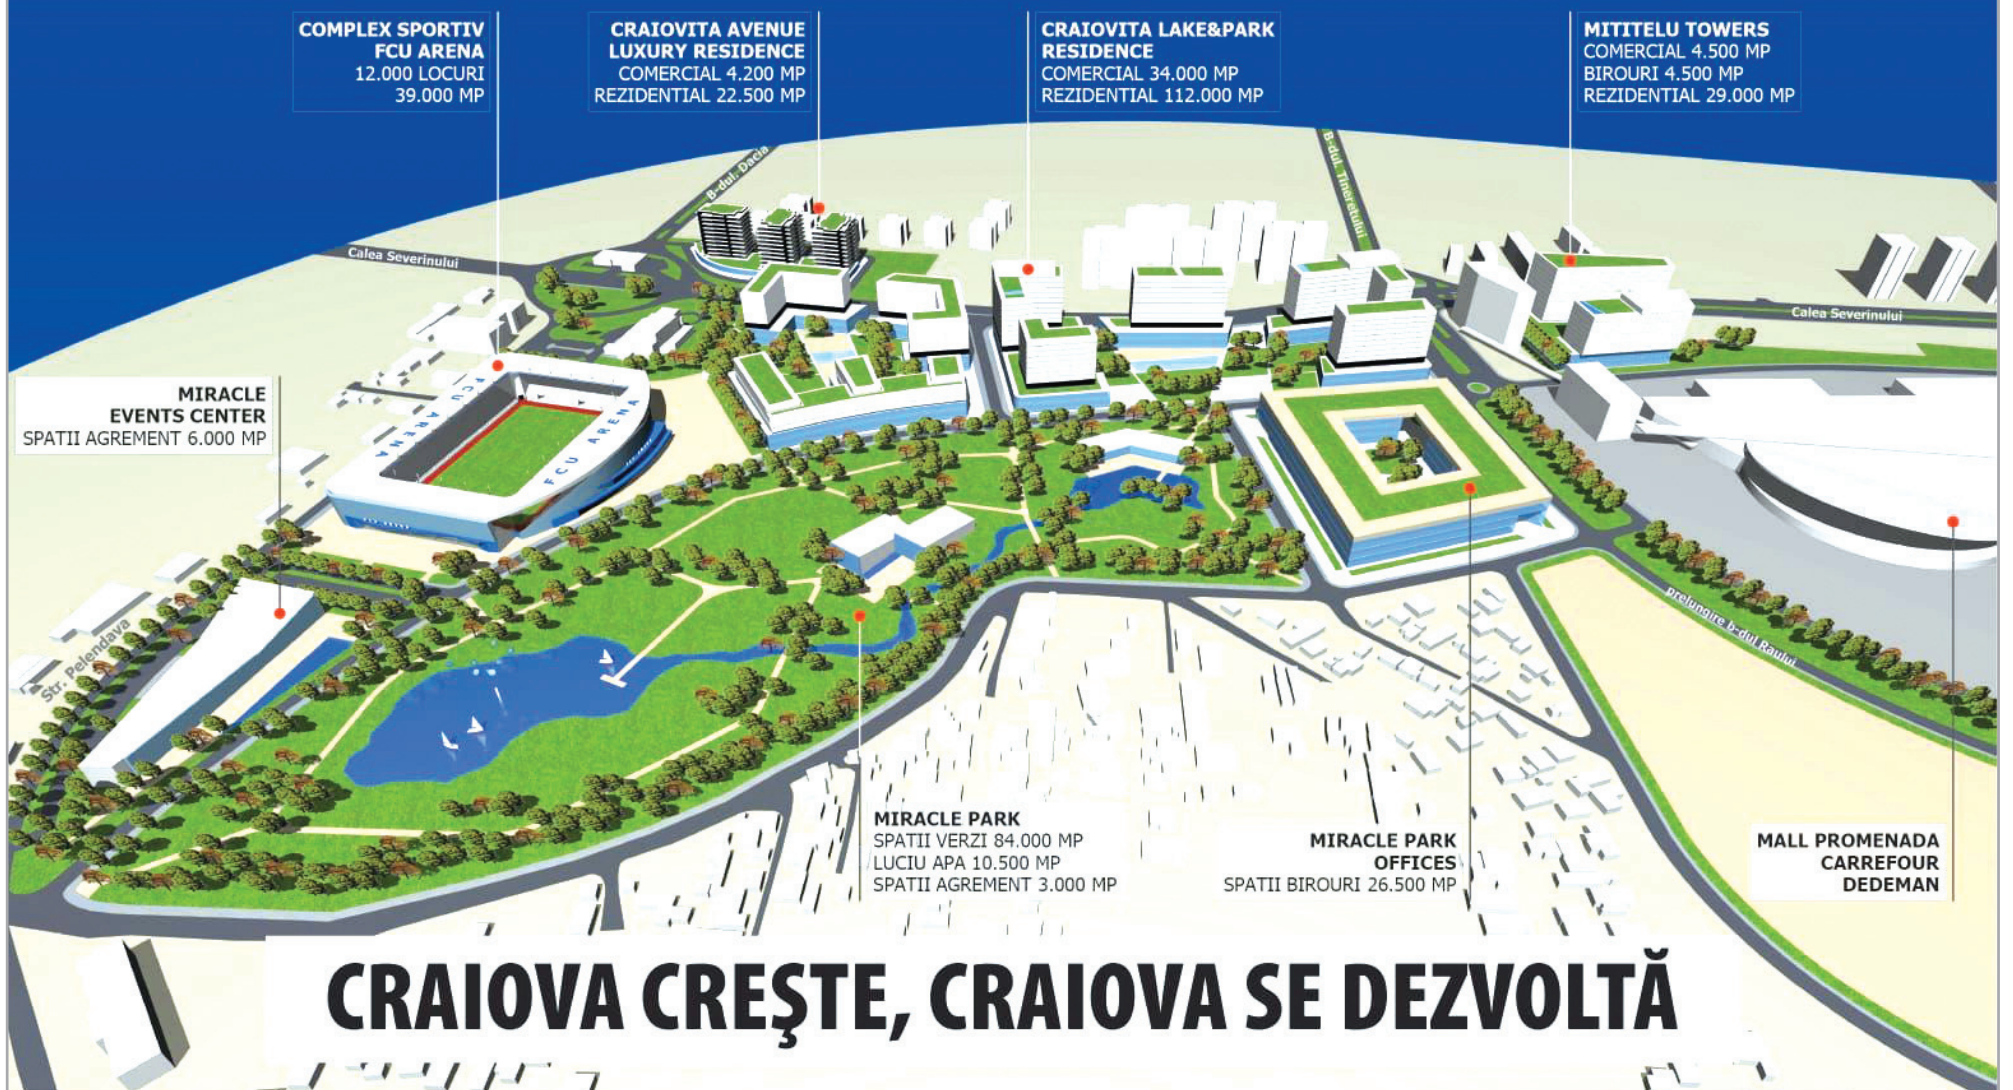 COMPLEX SPORTIV
FCU ARENA
12.000 LOCURI
39.000 MP
CRAIOVITA AVENUE
LUXURY RESIDENCE
COMERCIAL 4.200 MP
REZIDENTIAL 22.500 MP
CRAIOVITA LAKE&PARK
RESIDENCE
COMERCIAL 34.000 MP
REZIDENTIAL 112.000 MP
MITITELU TOWERS
COMERCIAL 4.500 MP
BIROURI 4.500 MP
REZIDENTIAL 29.000 MP
B-dul. Dacia
B-dul. Tineretului
Calea Severinului
Calea Severinului
MIRACLE
EVENTS CENTER
SPATII AGREMENT 6.000 MP
FCU ARENA
FCU ARENA
Str. Pelendava
prelungire b-dul Raului
MIRACLE PARK
SPATII VERZI 84.000 MP
LUCIU APA 10.500 MP
SPATII AGREMENT 3.000 MP
MIRACLE PARK
OFFICES
SPATII BIROURI 26.500 MP
MALL PROMENADA
CARREFOUR
DEDEMAN
CRAIOVA CREŞTE, CRAIOVA SE DEZVOLTĂ